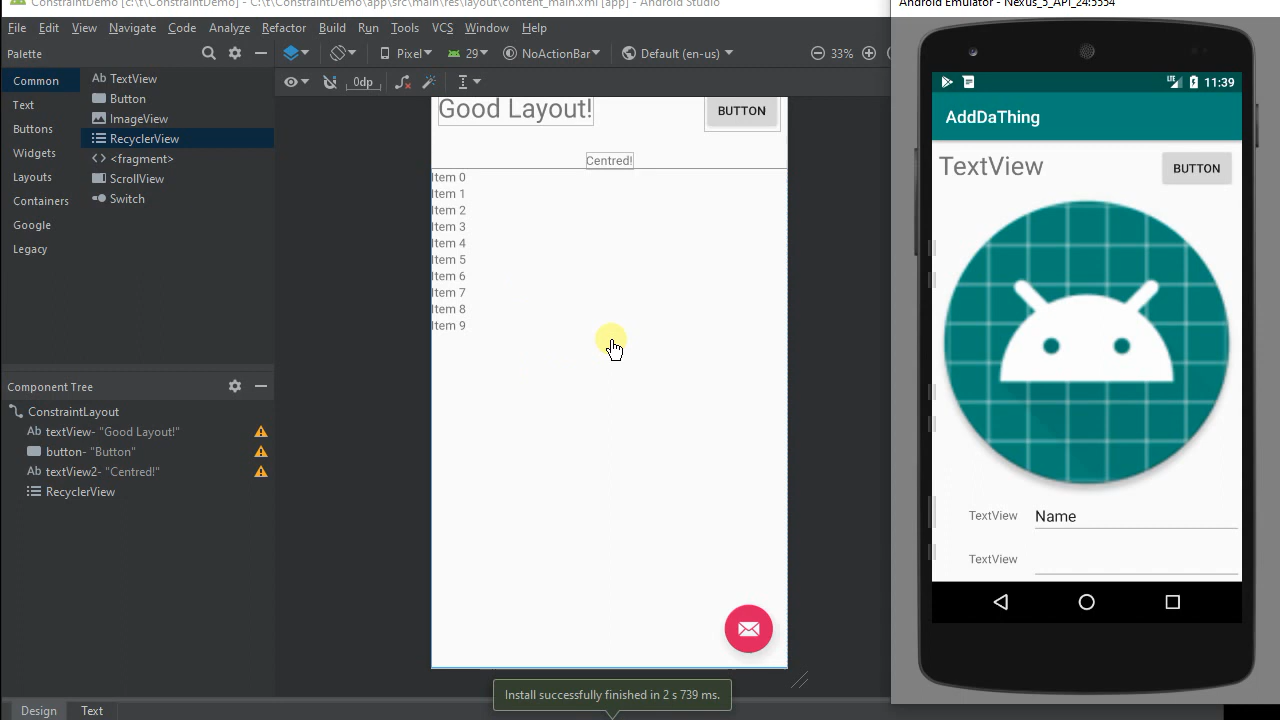 ConstraintDemo [c:\t\ConstraintDemo] - C:\t\ConstraintDemo\app\src\main\res\layout\content_main.xml [app] - Android Studio
Android Emulator - Nexus_5_API_24:5554
File Edit View Navigate Code Analyze Refactor Build Run Tools VCS Window Help
Palette
Pixel
29
NoActionBar
Default (en-us)
33%
Common
Text
Buttons
Widgets
Layouts
Containers
Google
Legacy
Ab TextView
Button
ImageView
RecyclerView
<> <fragment>
ScrollView
Switch
0dp
Good Layout!
BUTTON
Centred!
Item 0
Item 1
Item 2
Item 3
Item 4
Item 5
Item 6
Item 7
Item 8
Item 9
Component Tree
ConstraintLayout
Ab textView- "Good Layout!"
button- "Button"
Ab textView2- "Centred!"
RecyclerView
Install successfully finished in 2 s 739 ms.
Design Text
LTE 11:39
AddDaThing
TextView
BUTTON
TextView Name
TextView